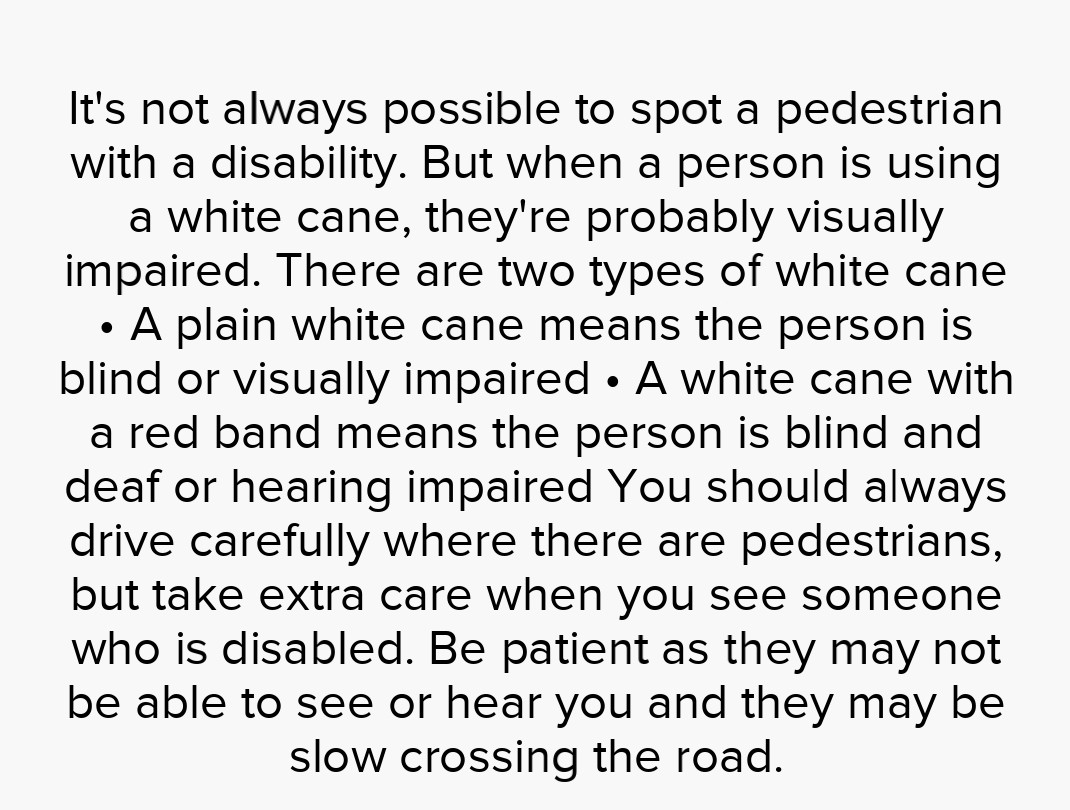 It's not always possible to spot a pedestrian
with a disability. But when a person is using
a white cane, they're probably visually
impaired. There are two types of white cane
• A plain white cane means the person is
blind or visually impaired • A white cane with
a red band means the person is blind and
deaf or hearing impaired You should always
drive carefully where there are pedestrians,
but take extra care when you see someone
who is disabled. Be patient as they may not
be able to see or hear you and they may be
slow crossing the road.